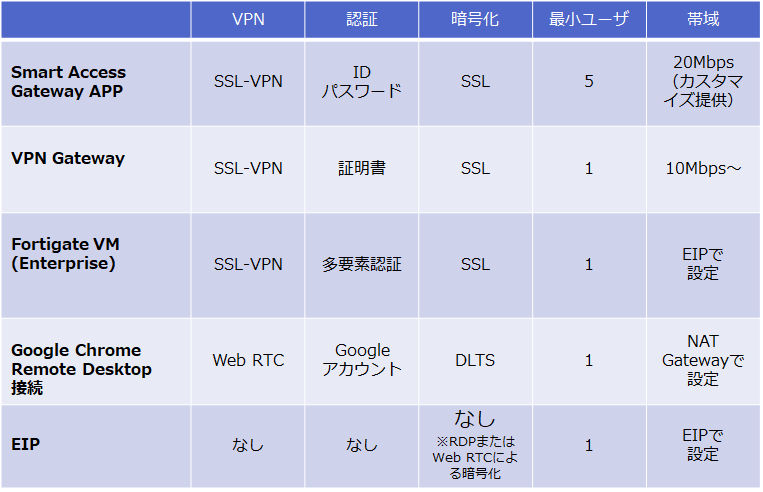 VPN 認証 暗号化 最小ユーザ 帯域
Smart Access
Gateway APP
SSL-VPN
ID
パスワード
SSL
5
20Mbps
（カスタマ
イズ提供）
VPN Gateway
SSL-VPN
証明書
SSL
1
10Mbps～
Fortigate VM
(Enterprise)
SSL-VPN
多要素認証
SSL
1
EIPで
設定
Google Chrome
Remote Desktop
接続
Web RTC
Google
アカウント
DLTS
1
NAT
Gatewayで
設定
EIP
なし
なし
なし
※RDPまたは
Web RTCによ
る暗号化
1
EIPで
設定